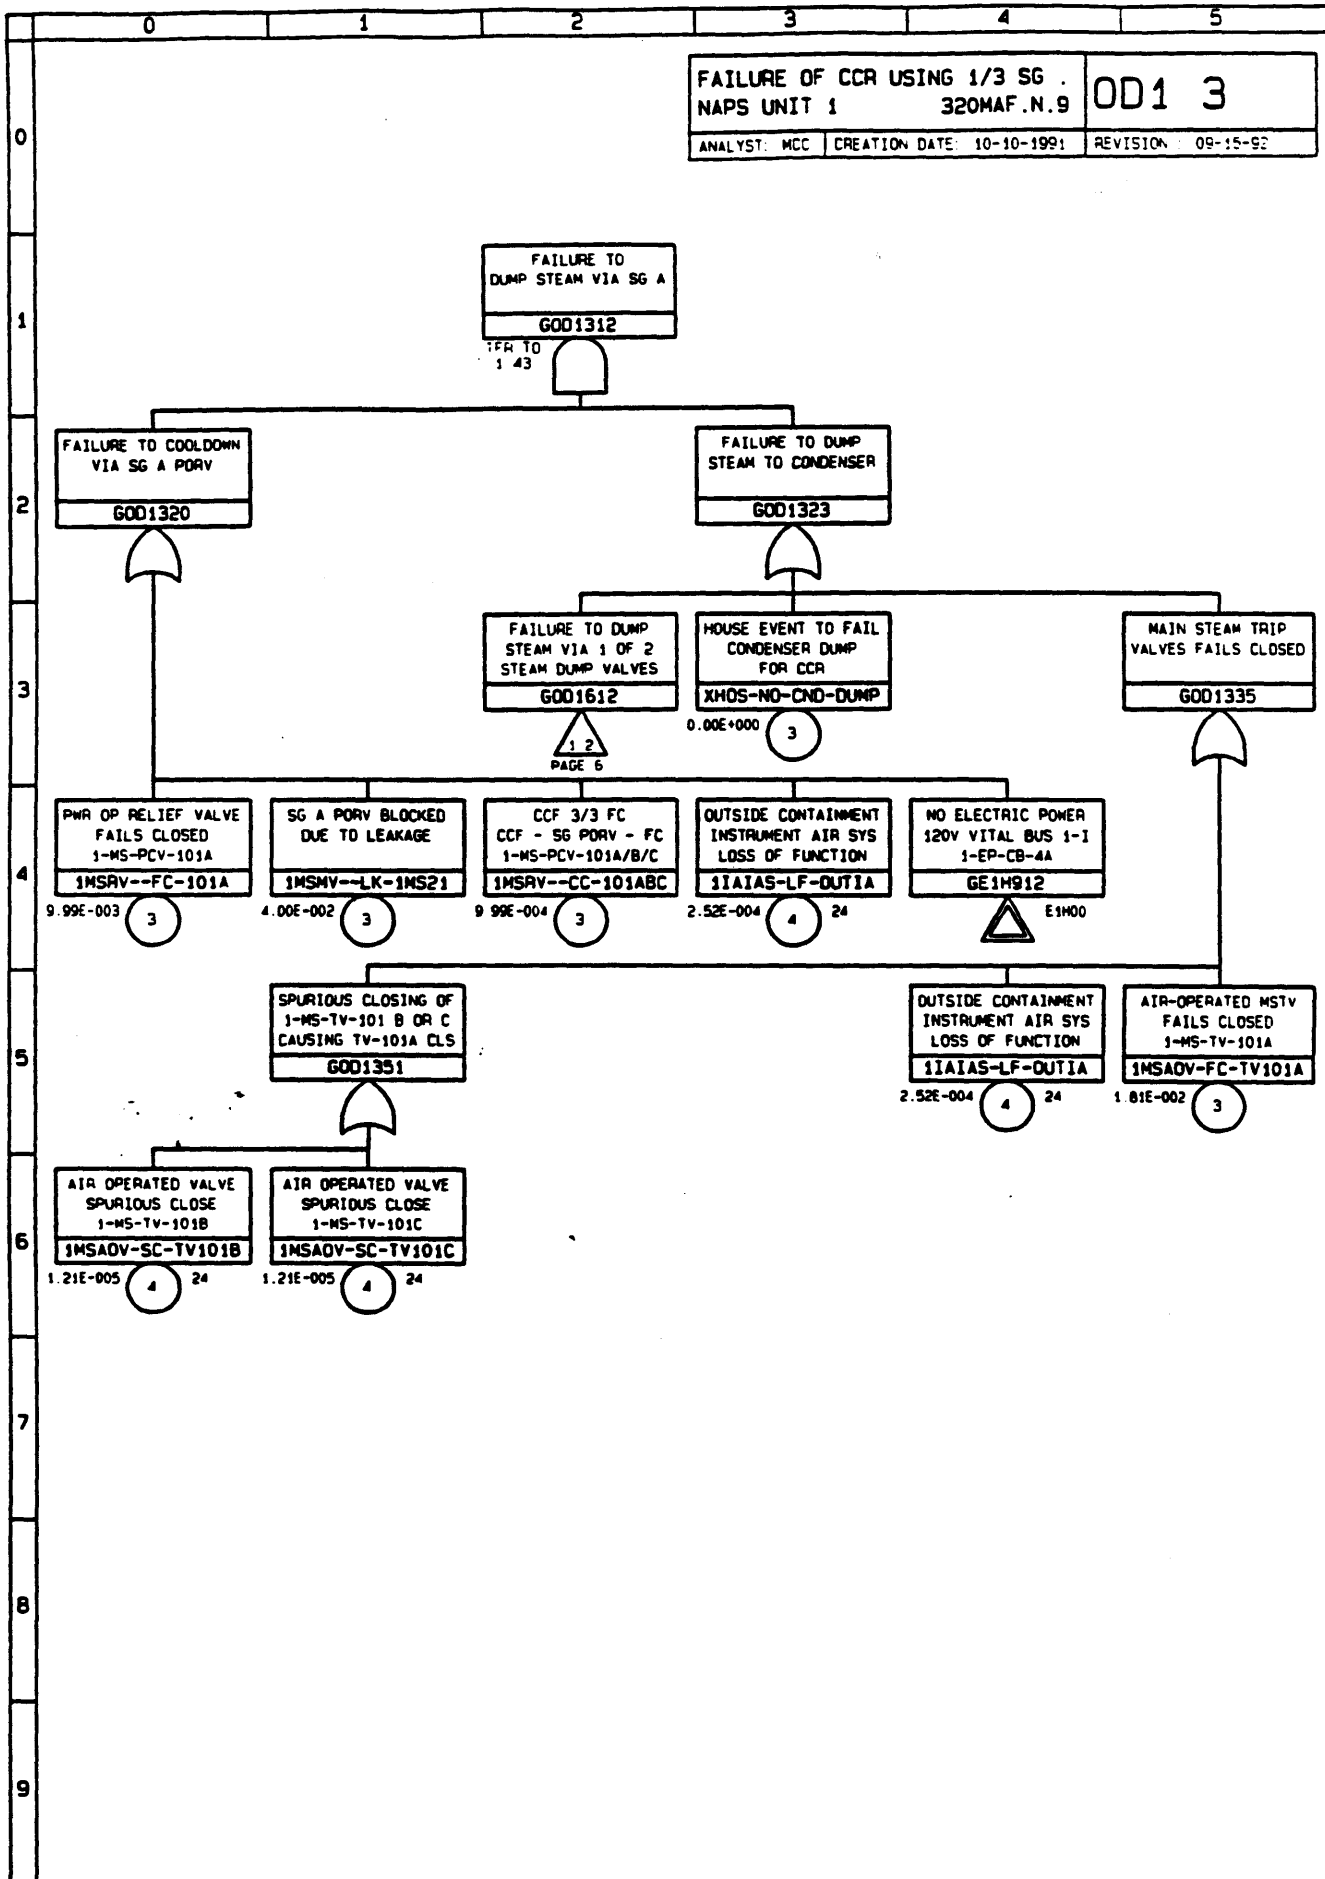 0 1 2 3 4 5
FAILURE OF CCR USING 1/3 SG .
NAPS UNIT 1 320MAF.N.9
OD1 3
ANALYST: MCC CREATION DATE: 10-10-1991 REVISION : 09-15-92
0
FAILURE TO
DUMP STEAM VIA SG A
GOD1312
1
TFR TO
1 43
FAILURE TO COOLDOWN
VIA SG A PORV
GOD1320
FAILURE TO DUMP
STEAM TO CONDENSER
GOD1323
2
FAILURE TO DUMP
STEAM VIA 1 OF 2
STEAM DUMP VALVES
GOD1612
1 2
PAGE 6
HOUSE EVENT TO FAIL
CONDENSER DUMP
FOR CCR
XHOS-NO-CND-DUMP
0.00E+000 3
MAIN STEAM TRIP
VALVES FAILS CLOSED
GOD1335
3
PWR OP RELIEF VALVE
FAILS CLOSED
1-MS-PCV-101A
1MSRV--FC-101A
9.99E-003 3
SG A PORV BLOCKED
DUE TO LEAKAGE
1MSMV--LK-1MS21
4.00E-002 3
CCF 3/3 FC
CCF - SG PORV - FC
1-MS-PCV-101A/B/C
1MSRV--CC-101ABC
9.99E-004 3
OUTSIDE CONTAINMENT
INSTRUMENT AIR SYS
LOSS OF FUNCTION
1IAIAS-LF-OUTIA
2.52E-004 4 24
NO ELECTRIC POWER
120V VITAL BUS 1-I
1-EP-CB-4A
GE1H912
E1H00
4
SPURIOUS CLOSING OF
1-MS-TV-101 B OR C
CAUSING TV-101A CLS
GOD1351
OUTSIDE CONTAINMENT
INSTRUMENT AIR SYS
LOSS OF FUNCTION
1IAIAS-LF-OUTIA
2.52E-004 4 24
AIR-OPERATED MSTV
FAILS CLOSED
1-MS-TV-101A
1MSAOV-FC-TV101A
1.81E-002 3
5
AIR OPERATED VALVE
SPURIOUS CLOSE
1-MS-TV-101B
1MSAOV-SC-TV101B
1.21E-005 4 24
AIR OPERATED VALVE
SPURIOUS CLOSE
1-MS-TV-101C
1MSAOV-SC-TV101C
1.21E-005 4 24
6
7
8
9